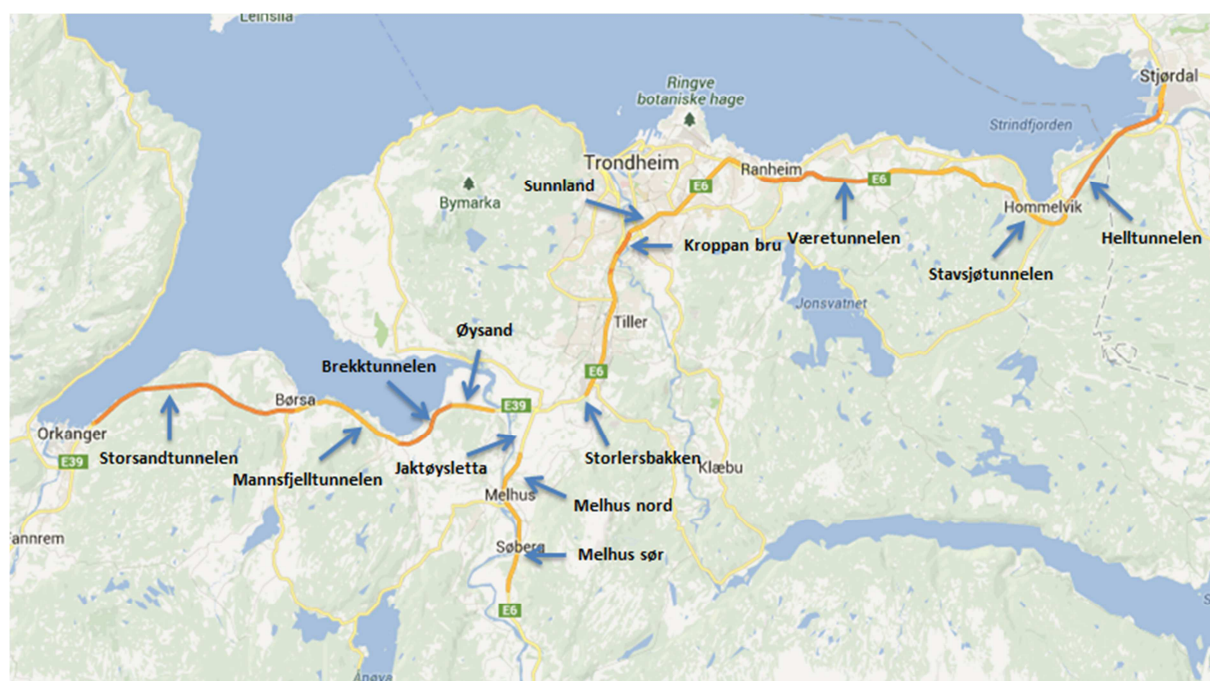 Leinslia
Stjørdal
Ringve
botaniske hage
Strindfjorden
Trondheim
Ranheim
Sunnland
E6
E6
Bymarka
Hommelvik
Kroppan bru
Væretunnelen
Helltunnelen
Stavsjøtunnelen
Jonsvatnet
Tiller
Øysand
Brekktunnelen
E6
Børsa
E39
Orkanger
Storsandtunnelen
E39
Mannsfjelltunnelen
Jaktøysletta
Storlersbakken
Klæbu
Melhus
Melhus nord
Fannrem
Søberg
Melhus sør
E6
Ånøya